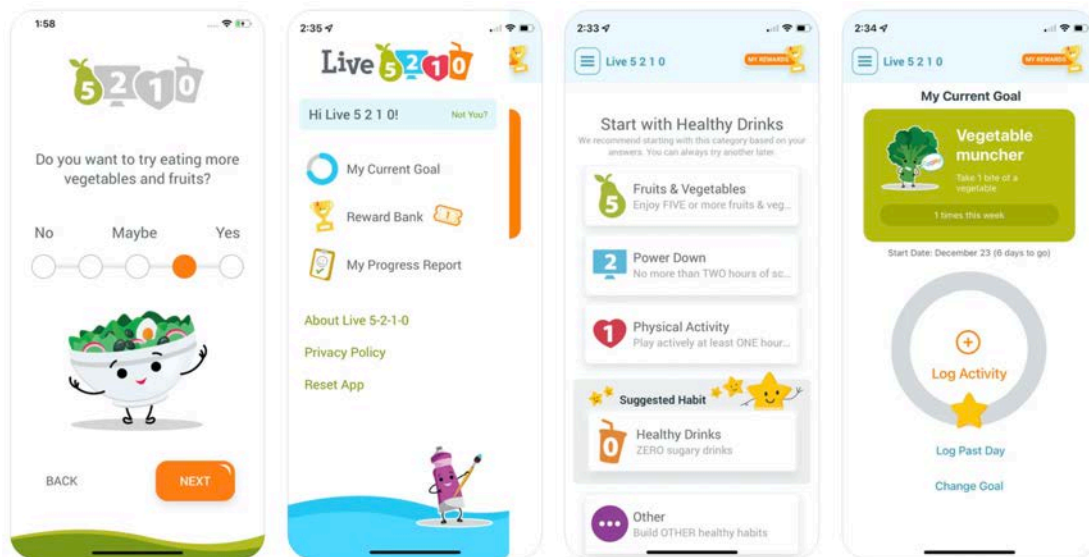 1:58
5 2 1 0
Do you want to try eating more
vegetables and fruits?
No Maybe Yes
BACK
NEXT
2:35
Live 5 2 1 0
Hi Live 5 2 1 0!
Not You?
My Current Goal
Reward Bank
1
My Progress Report
About Live 5-2-1-0
Privacy Policy
Reset App
2:33
Live 5 2 1 0
MY REWARDS
Start with Healthy Drinks
We recommend starting with this category based on your
answers. You can always try another later.
5
Fruits & Vegetables
Enjoy FIVE or more fruits & veg...
2
Power Down
No more than TWO hours of sc...
1
Physical Activity
Play actively at least ONE hour...
Suggested Habit
0
Healthy Drinks
ZERO sugary drinks
Other
Build OTHER healthy habits
2:34
Live 5 2 1 0
MY REWARDS
My Current Goal
Vegetable
muncher
Take 1 bite of a
vegetable
1 times this week
Start Date: December 23 (6 days to go)
Log Activity
Log Past Day
Change Goal